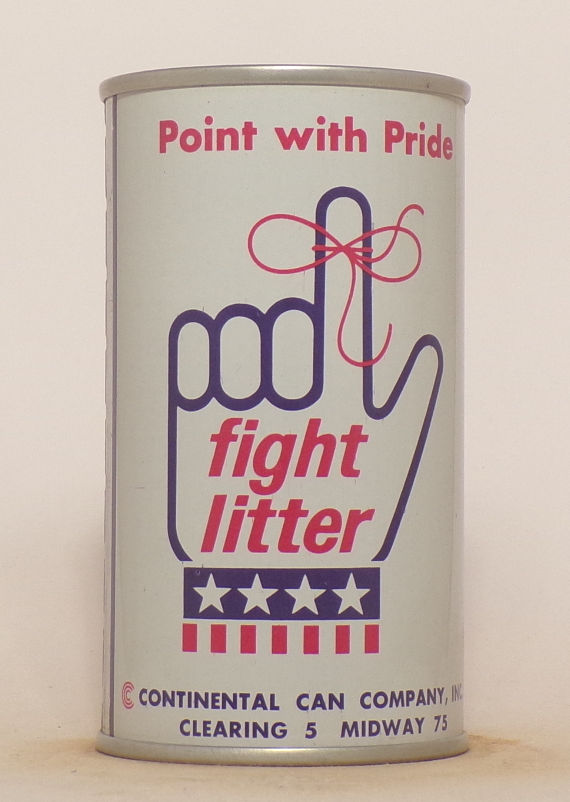 Point with Pride
fight
litter
CONTINENTAL CAN COMPANY, INC.
CLEARING 5 MIDWAY 75